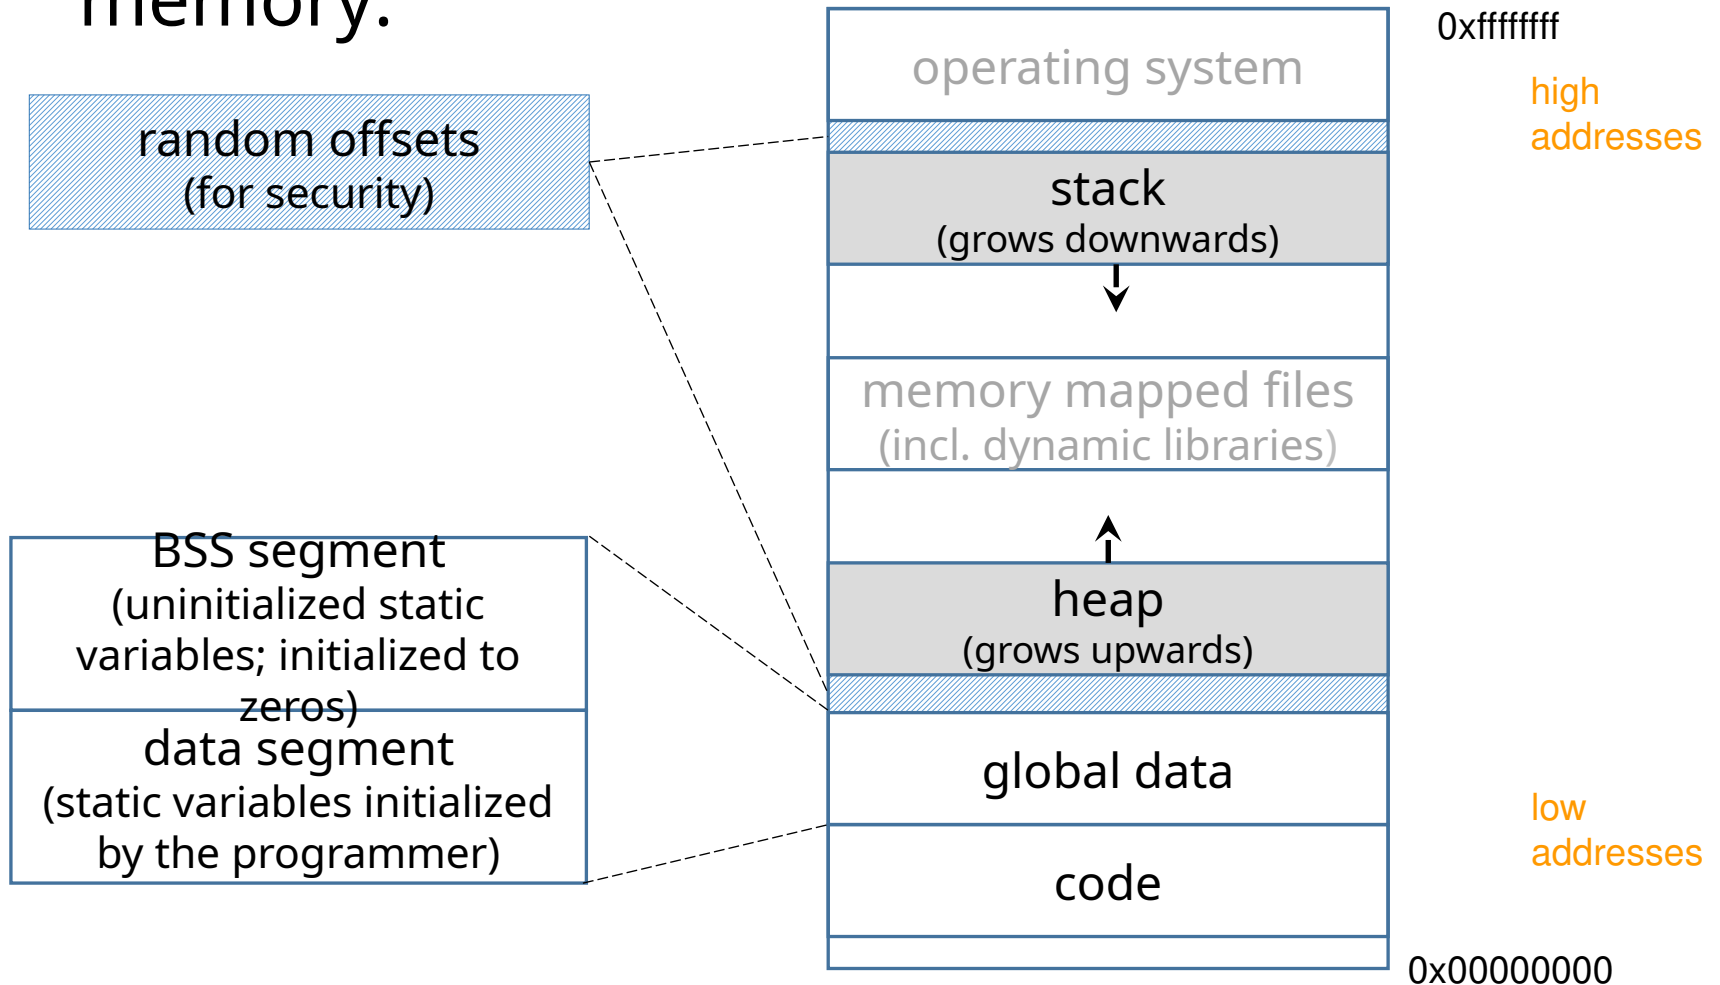 memory:
0xffffffff
operating system
high
addresses
random offsets
(for security)
stack
(grows downwards)
memory mapped files
(incl. dynamic libraries)
BSS segment
(uninitialized static
variables; initialized to
zeros)
heap
(grows upwards)
data segment
(static variables initialized
by the programmer)
global data
low
addresses
code
0x00000000